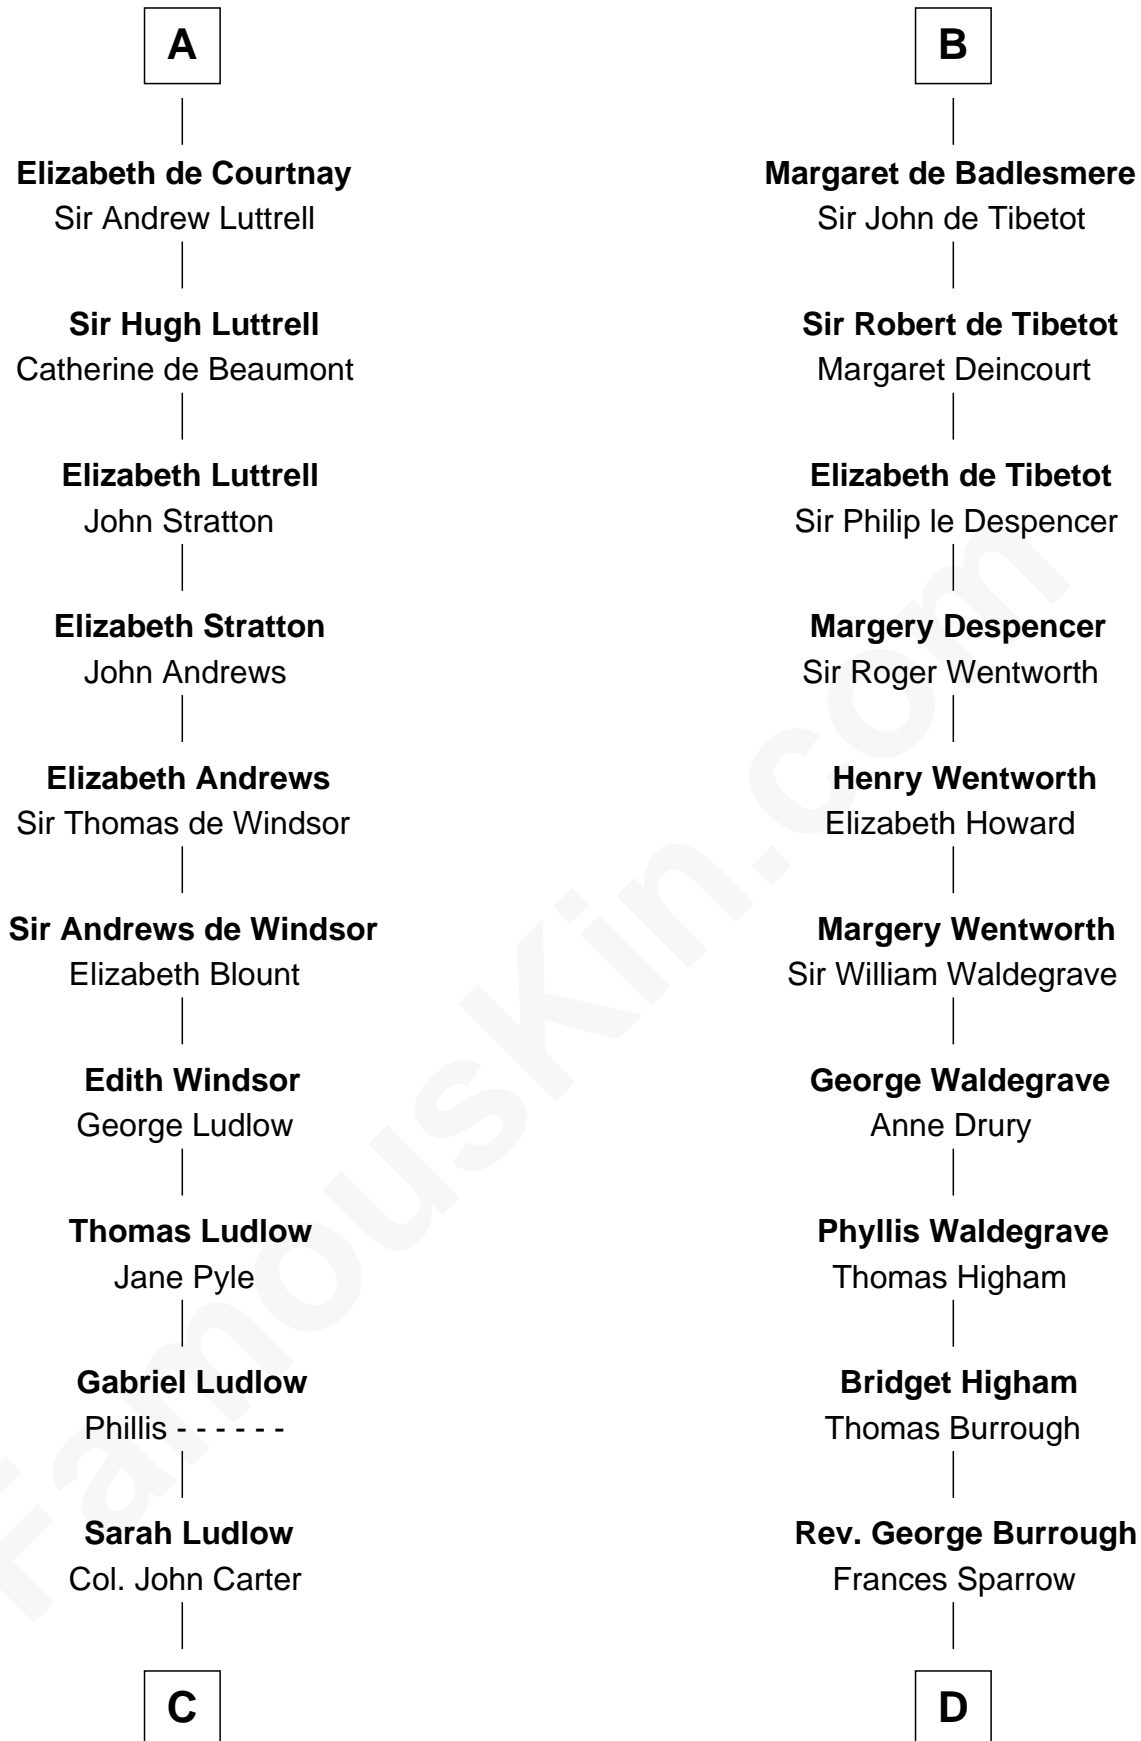 A
Elizabeth de Courtnay
Sir Andrew Luttrell
Sir Hugh Luttrell
Catherine de Beaumont
Elizabeth Luttrell
John Stratton
Elizabeth Stratton
John Andrews
Elizabeth Andrews
Sir Thomas de Windsor
Sir Andrews de Windsor
Elizabeth Blount
Edith Windsor
George Ludlow
Thomas Ludlow
Jane Pyle
Gabriel Ludlow
Phillis - - - - - -
Sarah Ludlow
Col. John Carter
C
B
Margaret de Badlesmere
Sir John de Tibetot
Sir Robert de Tibetot
Margaret Deincourt
Elizabeth de Tibetot
Sir Philip le Despencer
Margery Despencer
Sir Roger Wentworth
Henry Wentworth
Elizabeth Howard
Margery Wentworth
Sir William Waldegrave
George Waldegrave
Anne Drury
Phyllis Waldegrave
Thomas Higham
Bridget Higham
Thomas Burrough
Rev. George Burrough
Frances Sparrow
D
FamousKin.com